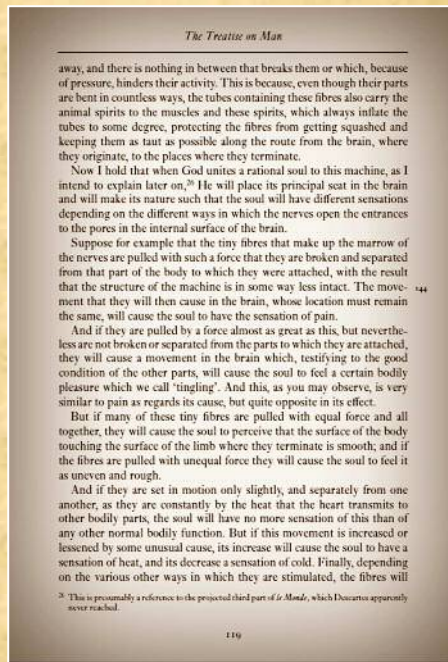 The Treatise on Man
away, and there is nothing in between that breaks them or which, because
of pressure, hinders their activity. This is because, even though their parts
are bent in countless ways, the tubes containing these fibres also carry the
animal spirits to the muscles and these spirits, which always inflate the
tubes to some degree, protecting the fibres from getting squashed and
keeping them as taut as possible along the route from the brain, where
they originate, to the places where they terminate.
Now I hold that when God unites a rational soul to this machine, as I
intend to explain later on,²⁶ He will place its principal seat in the brain
and will make its nature such that the soul will have different sensations
depending on the different ways in which the nerves open the entrances
to the pores in the internal surface of the brain.
Suppose for example that the tiny fibres that make up the marrow of
the nerves are pulled with such a force that they are broken and separated
from that part of the body to which they were attached, with the result
that the structure of the machine is in some way less intact. The move- 144
ment that they will then cause in the brain, whose location must remain
the same, will cause the soul to have the sensation of pain.
And if they are pulled by a force almost as great as this, but neverthe-
less are not broken or separated from the parts to which they are attached,
they will cause a movement in the brain which, testifying to the good
condition of the other parts, will cause the soul to feel a certain bodily
pleasure which we call ‘tingling’. And this, as you may observe, is very
similar to pain as regards its cause, but quite opposite in its effect.
But if many of these tiny fibres are pulled with equal force and all
together, they will cause the soul to perceive that the surface of the body
touching the surface of the limb where they terminate is smooth; and if
the fibres are pulled with unequal force they will cause the soul to feel it
as uneven and rough.
And if they are set in motion only slightly, and separately from one
another, as they are constantly by the heat that the heart transmits to
other bodily parts, the soul will have no more sensation of this than of
any other normal bodily function. But if this movement is increased or
lessened by some unusual cause, its increase will cause the soul to have a
sensation of heat, and its decrease a sensation of cold. Finally, depending
on the various other ways in which they are stimulated, the fibres will
²⁶ This is presumably a reference to the projected third part of le Monde, which Descartes apparently
never reached.
119